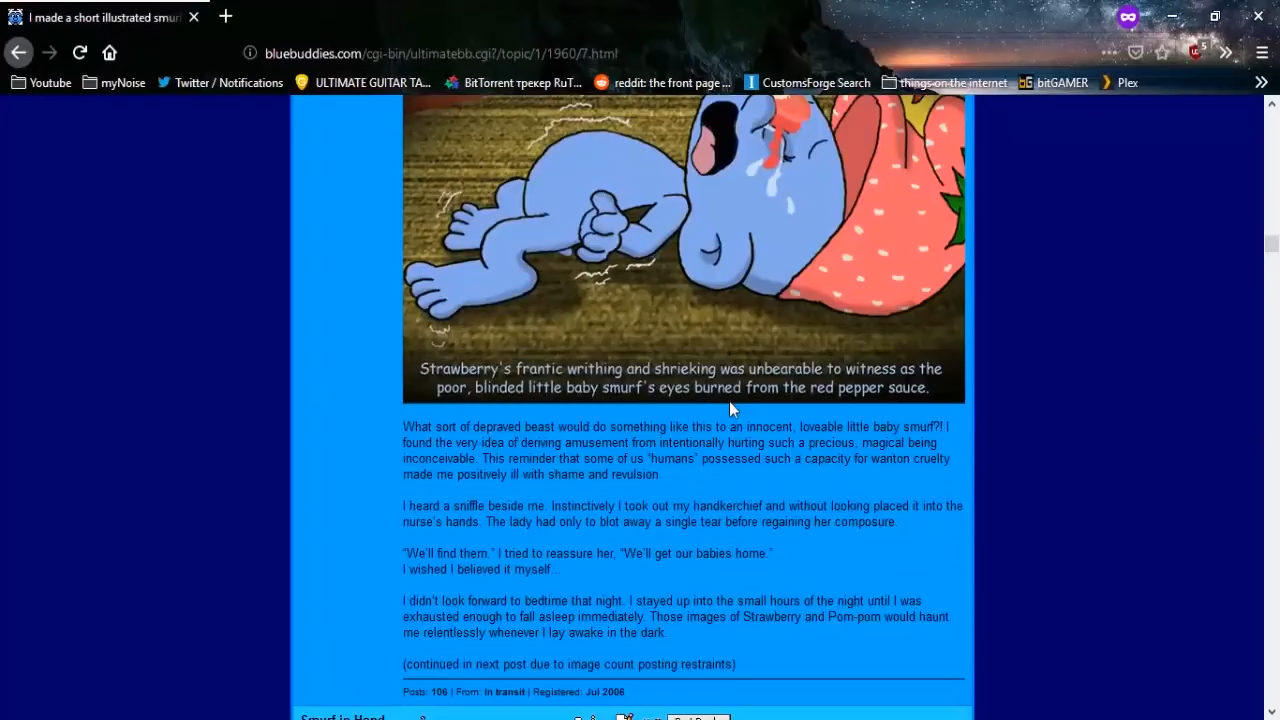 I made a short illustrated smurf
bluebuddies.com/cgi-bin/ultimatebb.cgi?/topic/1/1960/7.html
5
Youtube myNoise Twitter / Notifications ULTIMATE GUITAR TA... BitTorrent трекер RuT... reddit: the front page ... CustomsForge Search things on the internet bitGAMER Plex
Strawberry's frantic writhing and shrieking was unbearable to witness as the
poor, blinded little baby smurf's eyes burned from the red pepper sauce.
What sort of depraved beast would do something like this to an innocent, loveable little baby smurf?! I
found the very idea of deriving amusement from intentionally hurting such a precious, magical being
inconceivable. This reminder that some of us “humans” possessed such a capacity for wanton cruelty
made me positively ill with shame and revulsion.
I heard a sniffle beside me. Instinctively I took out my handkerchief and without looking placed it into the
nurse's hands. The lady had only to blot away a single tear before regaining her composure.
“We'll find them.” I tried to reassure her, “We'll get our babies home.”
I wished I believed it myself...
I didn't look forward to bedtime that night. I stayed up into the small hours of the night until I was
exhausted enough to fall asleep immediately. Those images of Strawberry and Pom-pom would haunt
me relentlessly whenever I lay awake in the dark.
(continued in next post due to image count posting restraints)
Posts: 106 | From: In transit | Registered: Jul 2006
Smurf in Hand